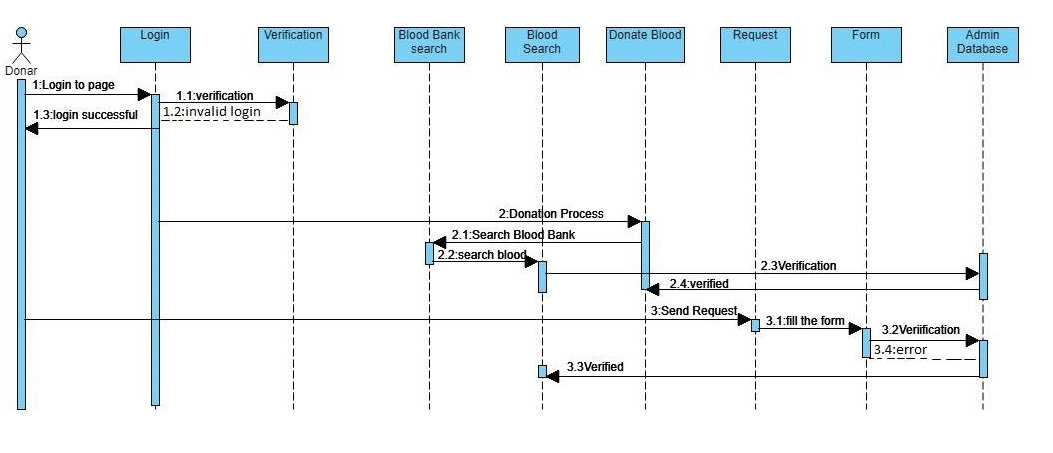 Login
Verification
Blood Bank
search
Blood
Search
Donate Blood
Request
Form
Admin
Database
Donar
1:Login to page
1.1:verification
1.2:invalid login
1.3:login successful
2:Donation Process
2.1:Search Blood Bank
2.2:search blood
2.3Verification
2.4:verified
3:Send Request
3.1:fill the form
3.2Veriification
3.4:error
3.3Verified